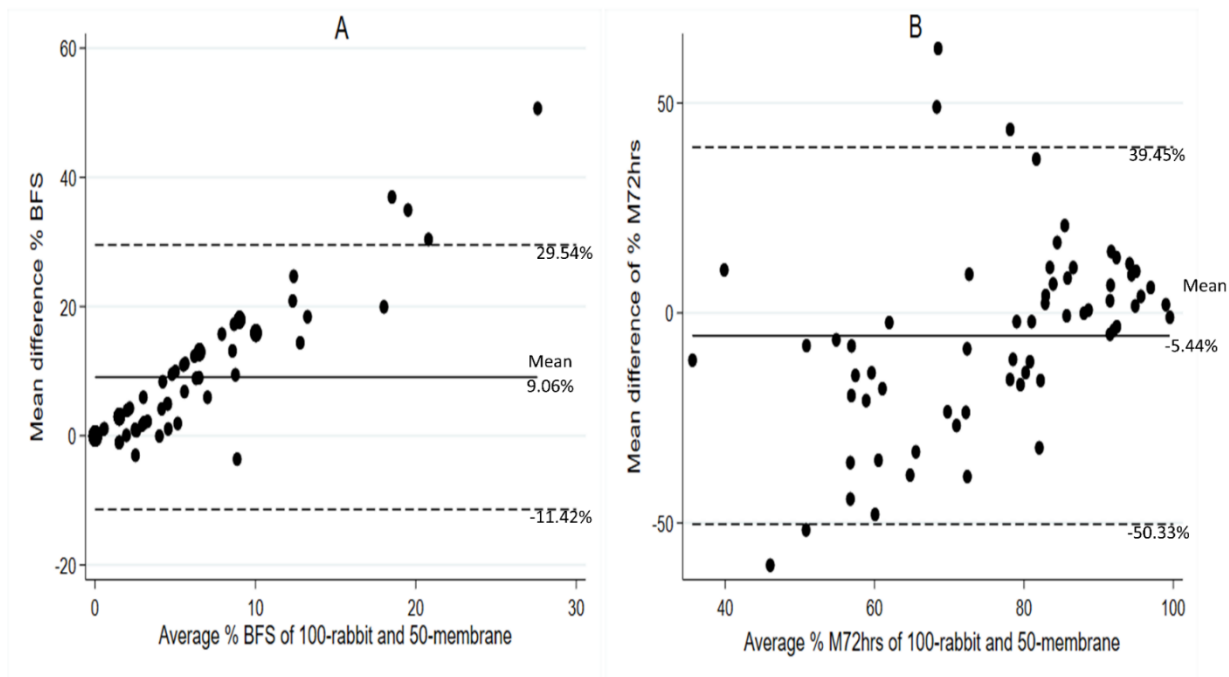 A
60
40
20
0
-20
Mean difference % BFS
29.54%
Mean
9.06%
-11.42%
0
10
20
30
Average % BFS of 100-rabbit and 50-membrane
B
50
0
-50
Mean difference of % M72hrs
39.45%
Mean
-5.44%
-50.33%
40
60
80
100
Average % M72hrs of 100-rabbit and 50-membrane